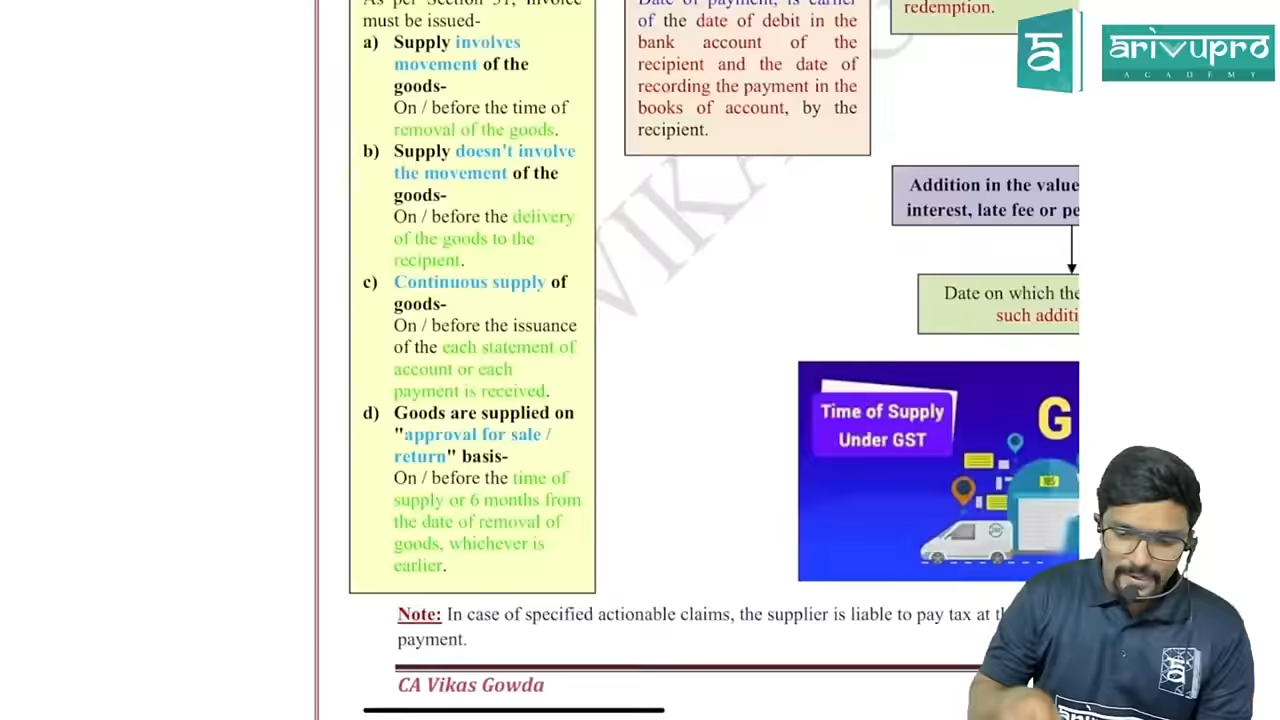 As per Section 31, invoice
must be issued-
a) Supply involves
movement of the
goods-
On / before the time of
removal of the goods.
b) Supply doesn't involve
the movement of the
goods-
On / before the delivery
of the goods to the
recipient.
c) Continuous supply of
goods-
On / before the issuance
of the each statement of
account or each
payment is received.
d) Goods are supplied on
"approval for sale /
return" basis-
On / before the time of
supply or 6 months from
the date of removal of
goods, whichever is
earlier.
Date of payment, is earlier
of the date of debit in the
bank account of the
recipient and the date of
recording the payment in the
books of account, by the
recipient.
redemption.
arivupro
ACADEMY
Addition in the value
interest, late fee or pe
Date on which the
such additi
VIKA
Time of Supply
Under GST
G
Note: In case of specified actionable claims, the supplier is liable to pay tax at th
payment.
CA Vikas Gowda